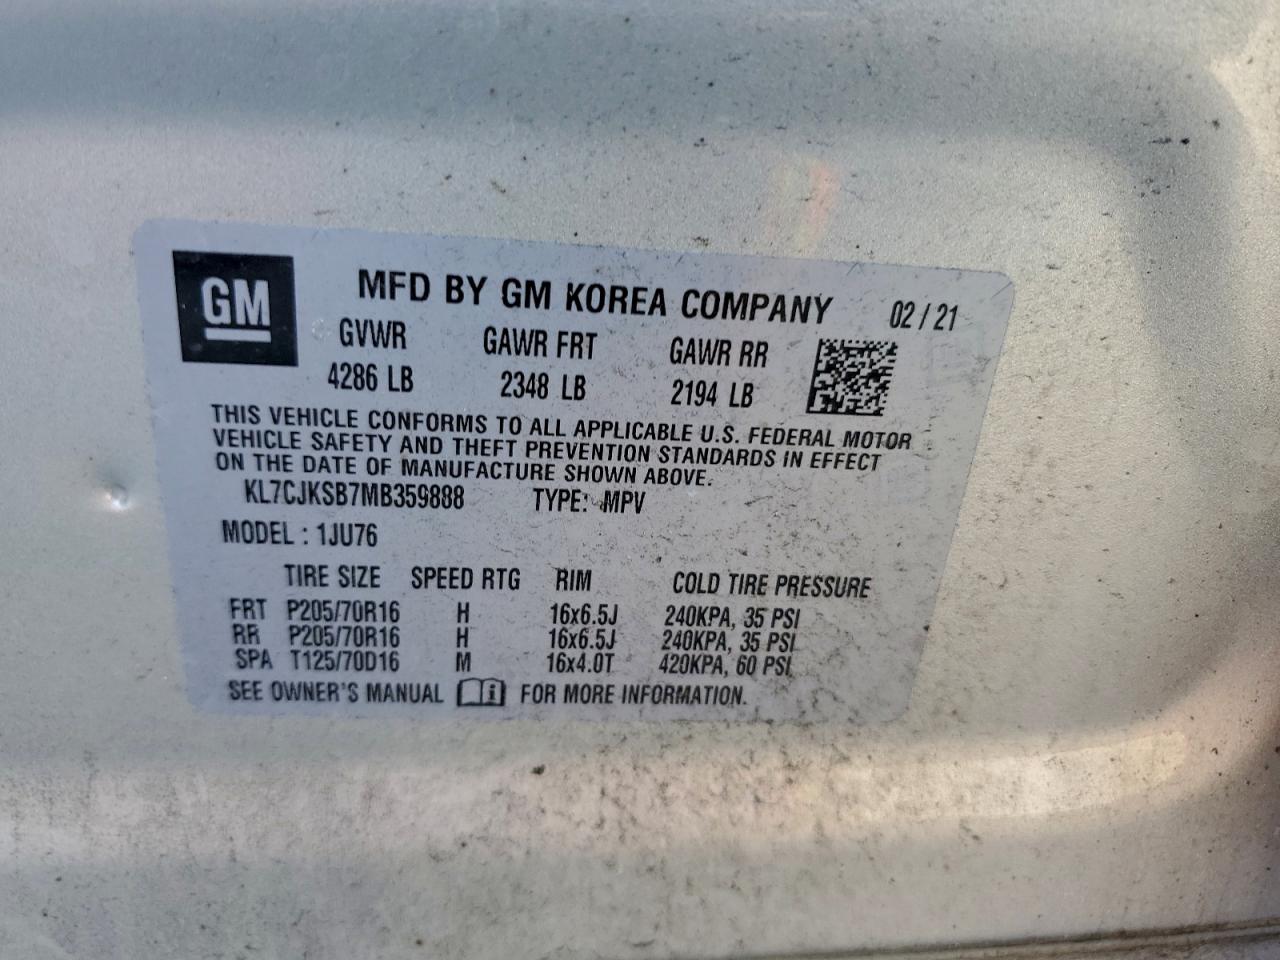 GM
MFD BY GM KOREA COMPANY 02 / 21
GVWR GAWR FRT GAWR RR
4286 LB 2348 LB 2194 LB
THIS VEHICLE CONFORMS TO ALL APPLICABLE U.S. FEDERAL MOTOR
VEHICLE SAFETY AND THEFT PREVENTION STANDARDS IN EFFECT
ON THE DATE OF MANUFACTURE SHOWN ABOVE.
KL7CJKSB7MB359888 TYPE: MPV
MODEL : 1JU76
TIRE SIZE SPEED RTG RIM COLD TIRE PRESSURE
FRT P205/70R16 H 16x6.5J 240KPA, 35 PSI
RR P205/70R16 H 16x6.5J 240KPA, 35 PSI
SPA T125/70D16 M 16x4.0T 420KPA, 60 PSI
SEE OWNER'S MANUAL i FOR MORE INFORMATION.